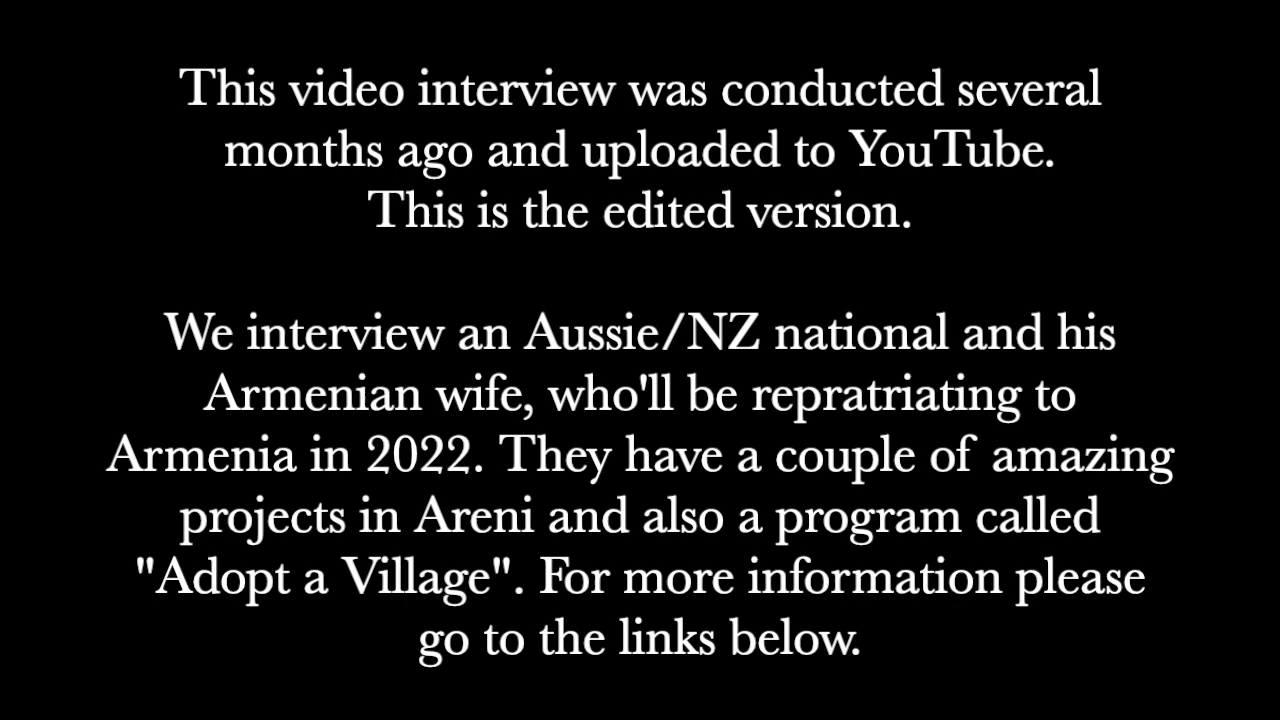 This video interview was conducted several
months ago and uploaded to YouTube.
This is the edited version.
We interview an Aussie/NZ national and his
Armenian wife, who'll be repratriating to
Armenia in 2022. They have a couple of amazing
projects in Areni and also a program called
"Adopt a Village". For more information please
go to the links below.